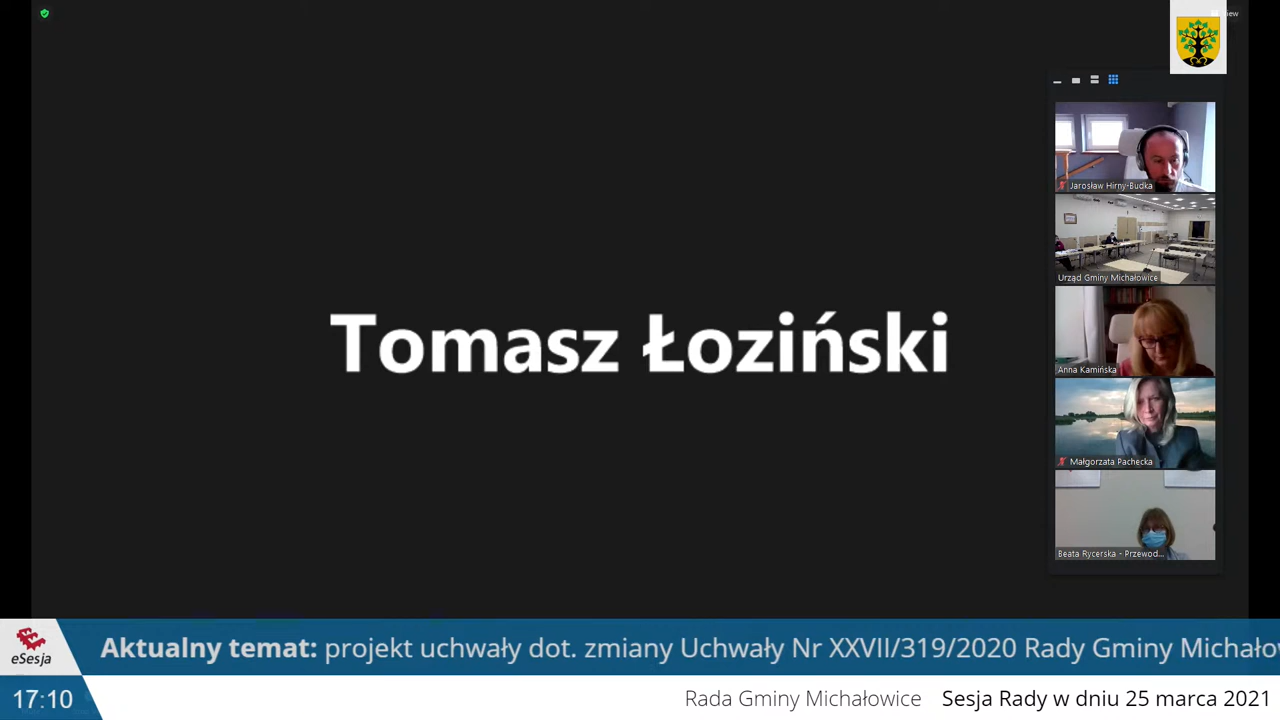 View
Jarosław Hirny-Budka
Urząd Gminy Michałowice
Anna Kamińska
Małgorzata Pachecka
Beata Rycerska - Przewod...
Tomasz Łoziński
eSesja
Aktualny temat: projekt uchwały dot. zmiany Uchwały Nr XXVII/319/2020 Rady Gminy Michało
17:10
Rada Gminy Michałowice Sesja Rady w dniu 25 marca 2021